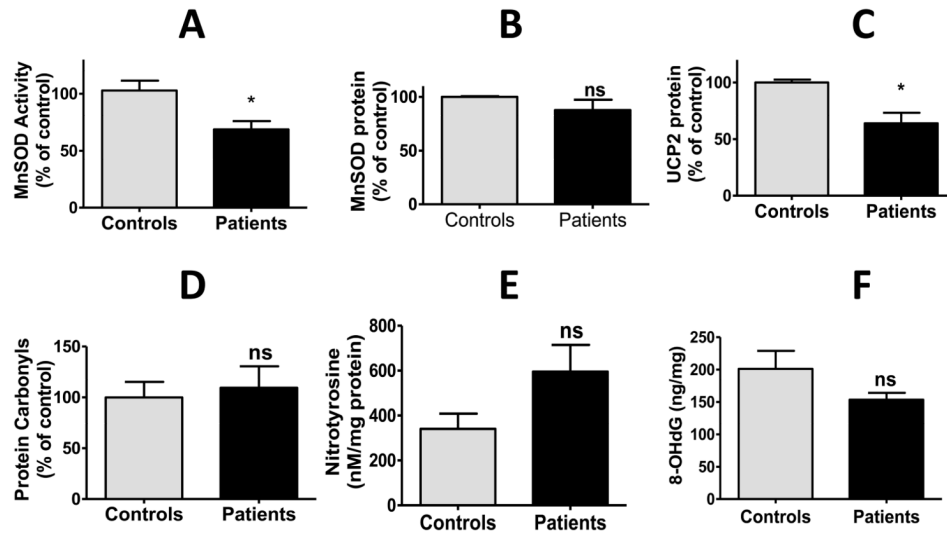 A
MnSOD Activity
(% of control)
100
50
0
*
Controls Patients
B
MnSOD protein
(% of control)
100
50
0
ns
Controls Patients
C
UCP2 protein
(% of control)
100
50
0
*
Controls Patients
D
Protein Carbonyls
(% of control)
150
100
50
0
ns
Controls Patients
E
Nitrotyrosine
(nM/mg protein)
800
600
400
200
0
ns
Controls Patients
F
8-OHdG (ng/mg)
250
200
150
100
50
0
ns
Controls Patients